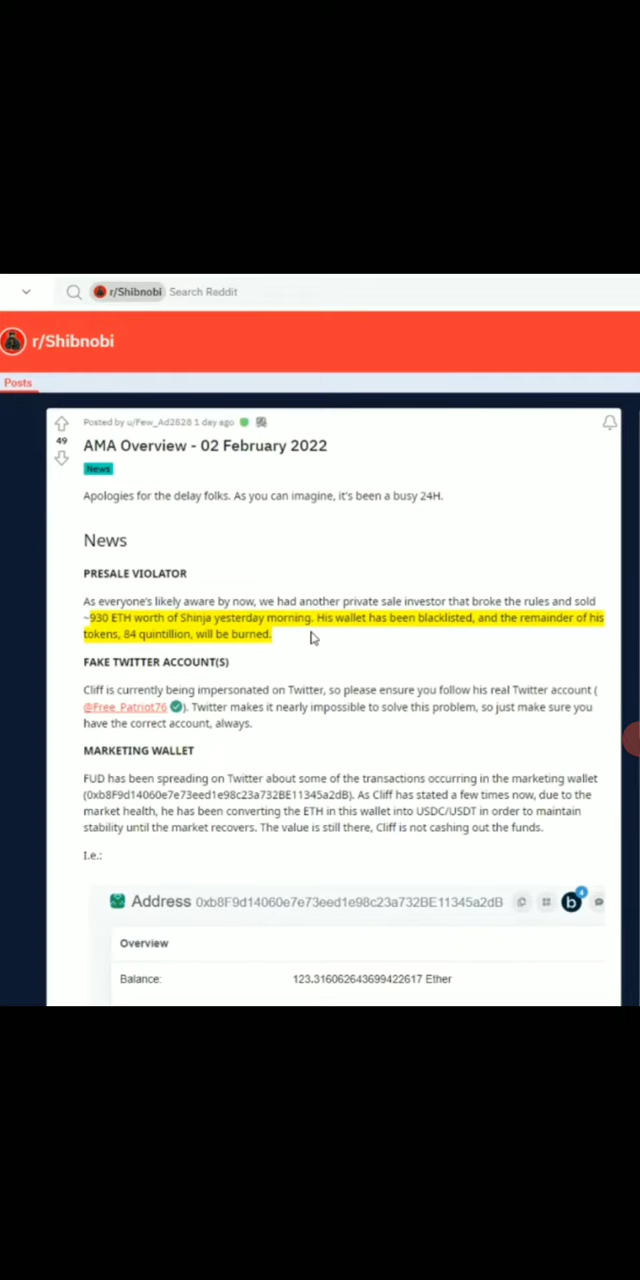 r/Shibnobi Search Reddit
r/Shibnobi
Posts
Posted by u/Few_Ad2828 1 day ago
49
AMA Overview - 02 February 2022
News
Apologies for the delay folks. As you can imagine, it's been a busy 24H.
News
PRESALE VIOLATOR
As everyone's likely aware by now, we had another private sale investor that broke the rules and sold
~930 ETH worth of Shinja yesterday morning. His wallet has been blacklisted, and the remainder of his
tokens, 84 quintillion, will be burned.
FAKE TWITTER ACCOUNT(S)
Cliff is currently being impersonated on Twitter, so please ensure you follow his real Twitter account (
@Free_Patriot76 ). Twitter makes it nearly impossible to solve this problem, so just make sure you
have the correct account, always.
MARKETING WALLET
FUD has been spreading on Twitter about some of the transactions occurring in the marketing wallet
(0xb8F9d14060e7e73eed1e98c23a732BE11345a2dB). As Cliff has stated a few times now, due to the
market health, he has been converting the ETH in this wallet into USDC/USDT in order to maintain
stability until the market recovers. The value is still there, Cliff is not cashing out the funds.
I.e.:
Address 0xb8F9d14060e7e73eed1e98c23a732BE11345a2dB
b 4
Overview
Balance: 123.316062643699422617 Ether